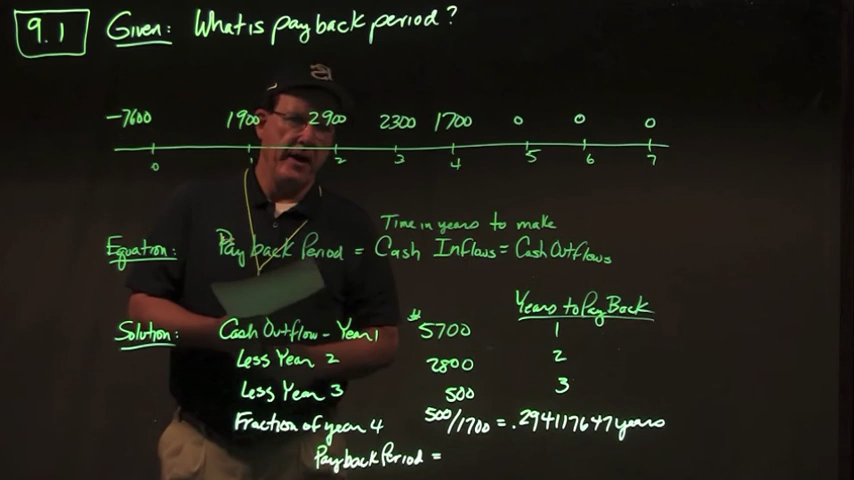 9.1 Given: What is payback period?
-7600 1900 2900 2300 1700 0 0 0
0 1 2 3 4 5 6 7
Time in years to make
Equation: Payback Period = Cash Inflows = Cash Outflows
Years to Pay Back
Solution: Cash Outflow - Year 1 $5700 1
Less Year 2 2800 2
Less Year 3 500 3
Fraction of year 4 500/1700 = .294117647 years
Payback Period =